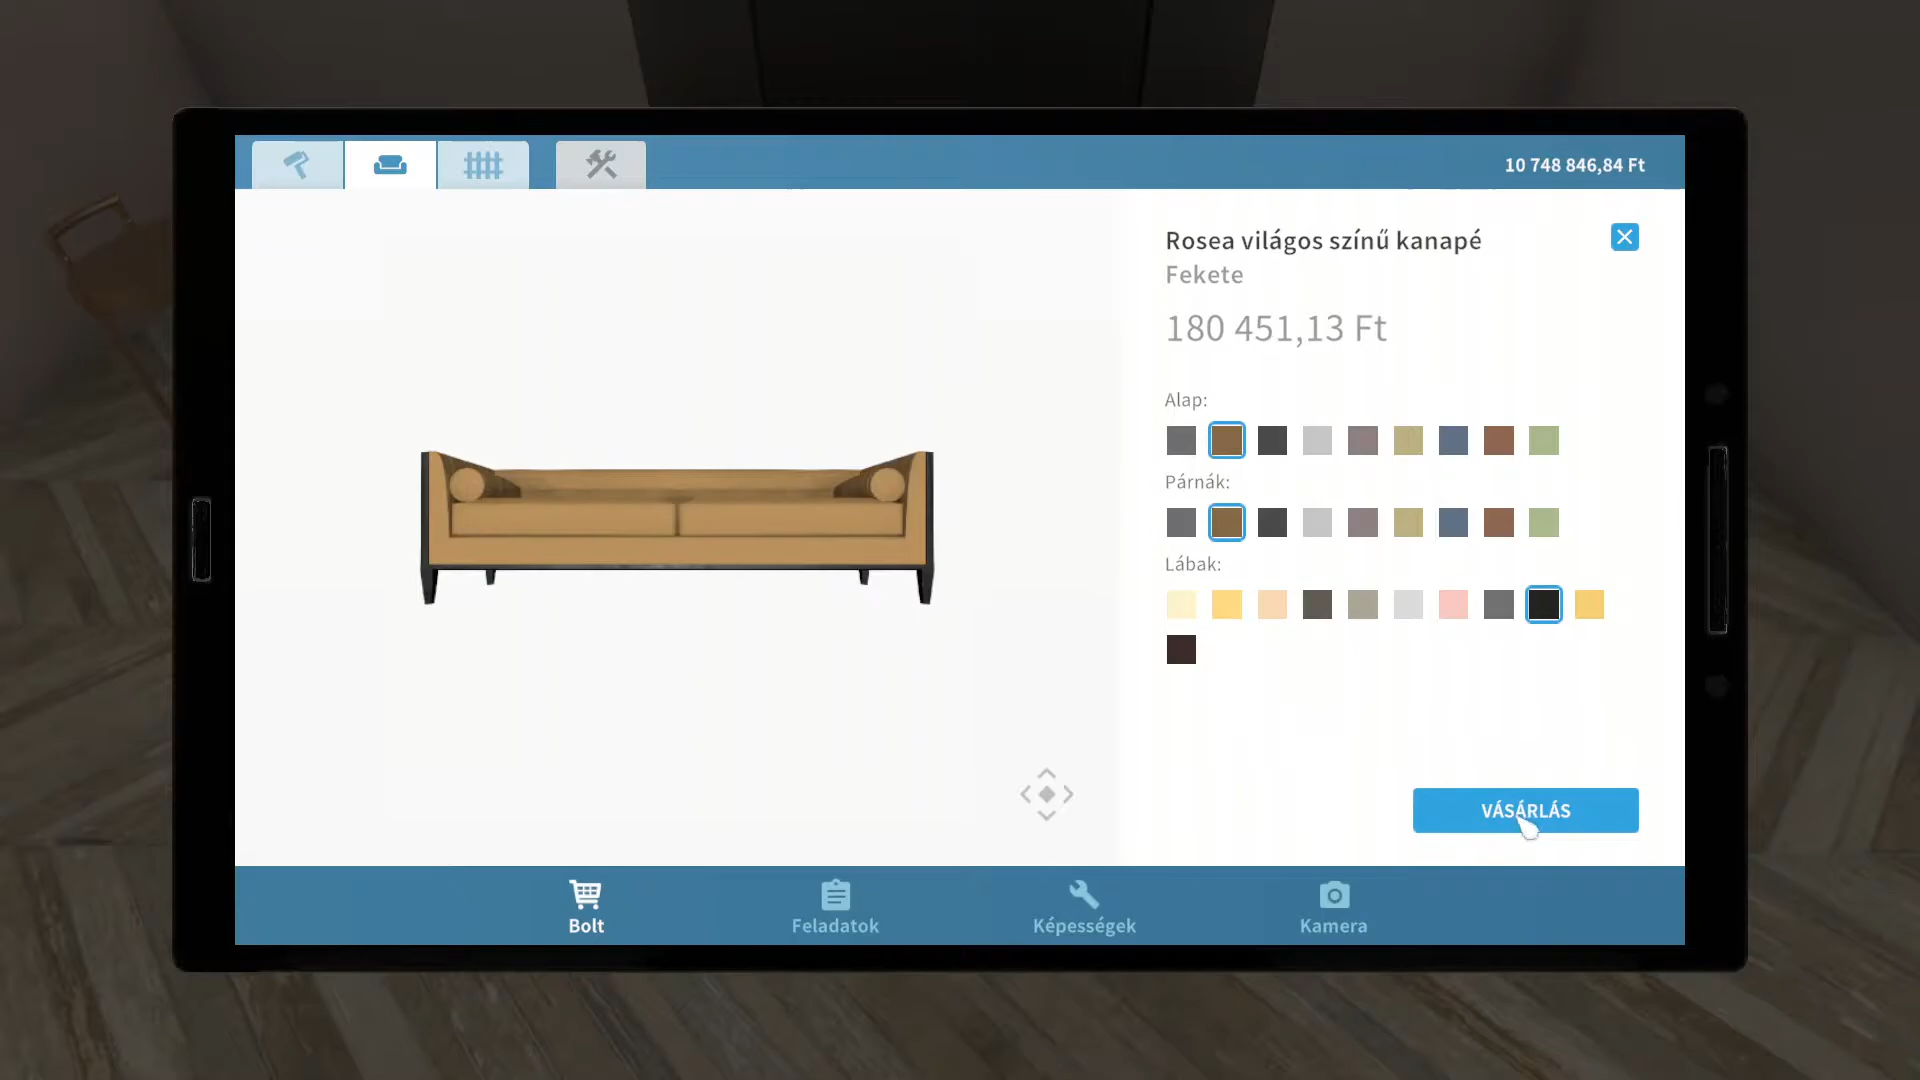 10 748 846,84 Ft
Rosea világos színű kanapé
Fekete
180 451,13 Ft
Alap:
Párnák:
Lábak:
VÁSÁRLÁS
Bolt
Feladatok
Képességek
Kamera